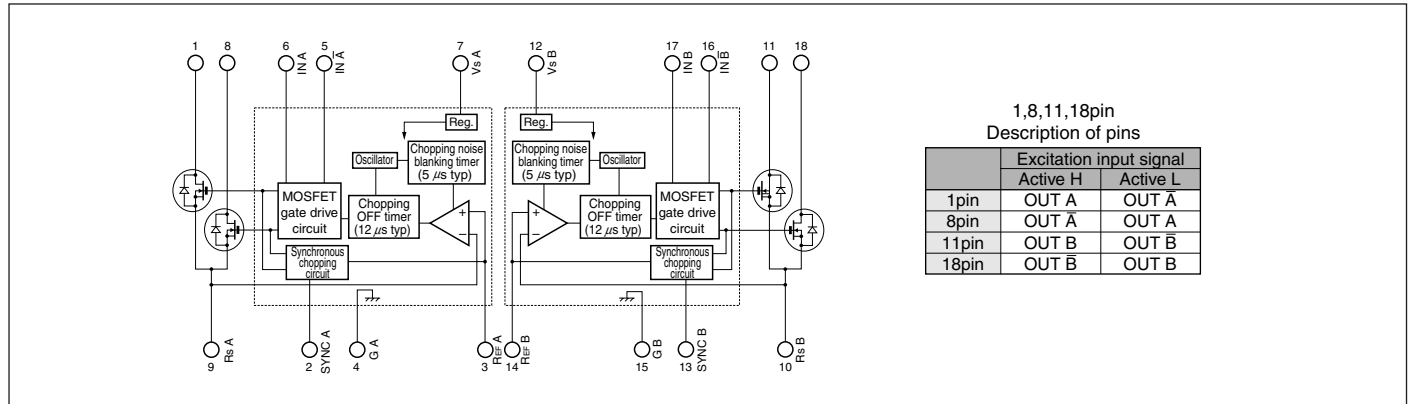 1 8 6 5 7 12 17 16 11 18
IN A I̅N̅ A̅ Vs A Vs B IN B I̅N̅ B̅
Reg. Reg.
Oscillator
Chopping noise
blanking timer
(5 μs typ)
Chopping noise
blanking timer
(5 μs typ)
Oscillator
MOSFET
gate drive
circuit
Chopping
OFF timer
(12 μs typ)
+
−
+
−
Chopping
OFF timer
(12 μs typ)
MOSFET
gate drive
circuit
Synchronous
chopping
circuit
Synchronous
chopping
circuit
Rs A SYNC A G A REF A REF B G B SYNC B Rs B
9 2 4 3 14 15 13 10
1,8,11,18pin
Description of pins
Excitation input signal
Active H Active L
1pin OUT A OUT A̅
8pin OUT A̅ OUT A
11pin OUT B OUT B̅
18pin OUT B̅ OUT B